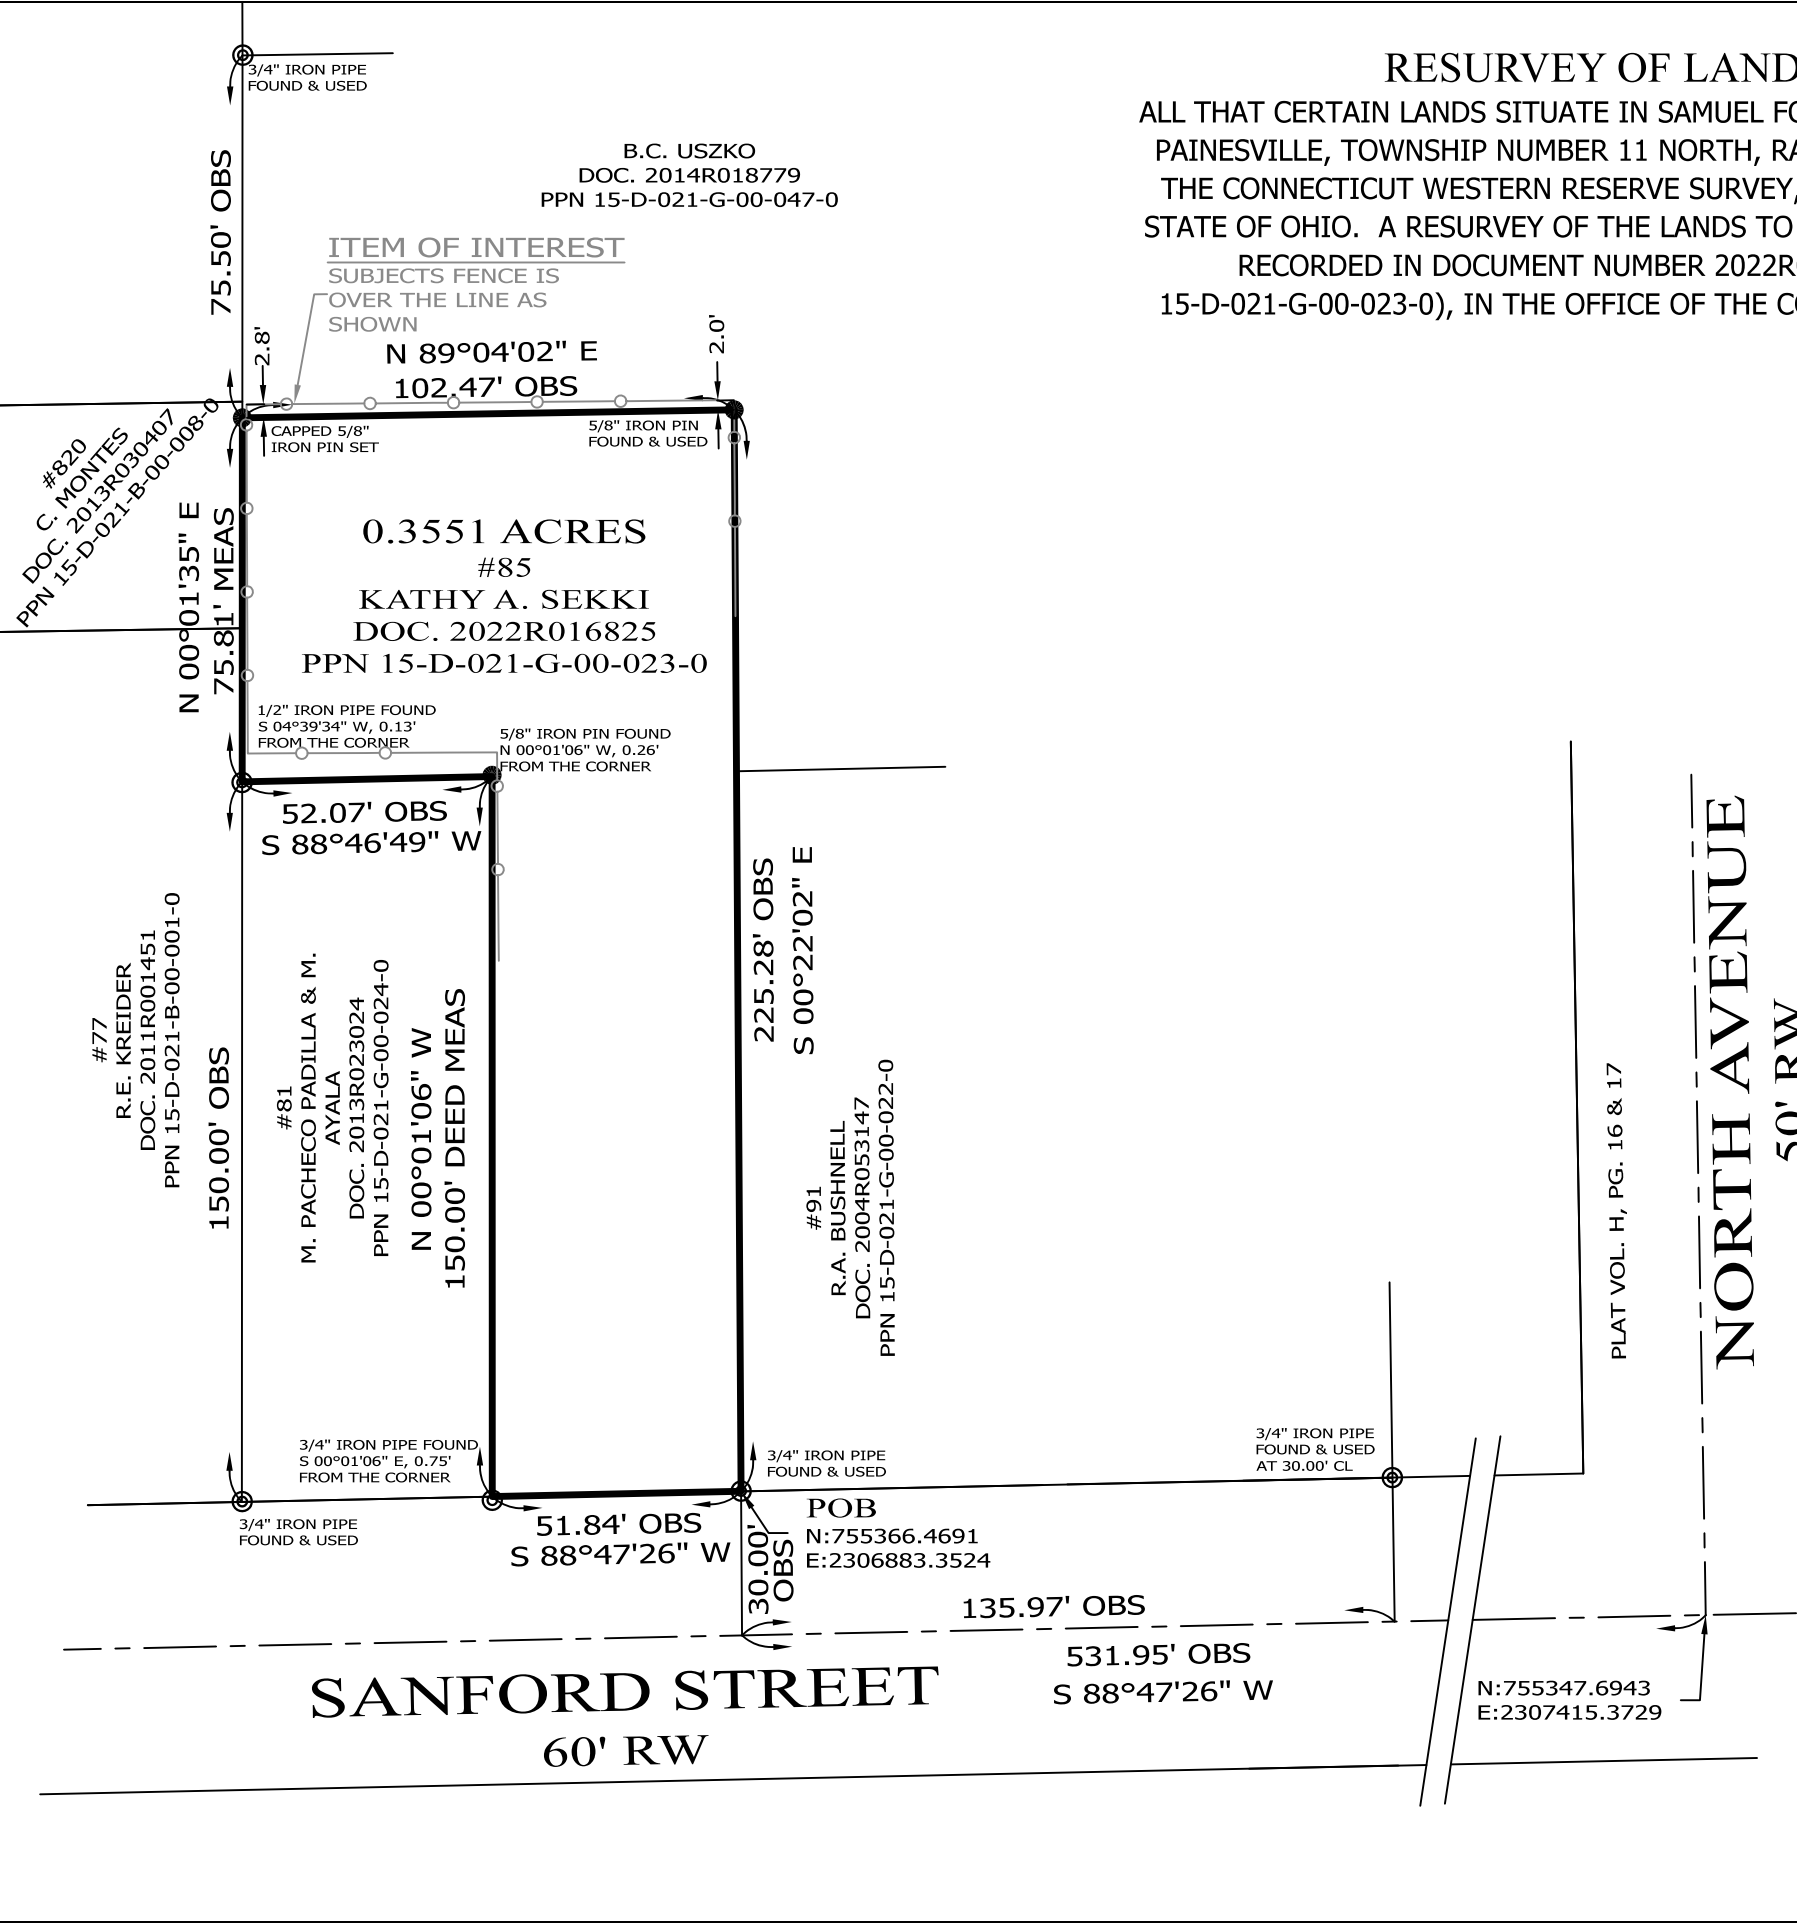 RESURVEY OF LAND
ALL THAT CERTAIN LANDS SITUATE IN SAMUEL FO
PAINESVILLE, TOWNSHIP NUMBER 11 NORTH, RA
THE CONNECTICUT WESTERN RESERVE SURVEY,
STATE OF OHIO. A RESURVEY OF THE LANDS TO
RECORDED IN DOCUMENT NUMBER 2022R
15-D-021-G-00-023-0), IN THE OFFICE OF THE CO
3/4" IRON PIPE
FOUND & USED
75.50' OBS
B.C. USZKO
DOC. 2014R018779
PPN 15-D-021-G-00-047-0
ITEM OF INTEREST
SUBJECTS FENCE IS
OVER THE LINE AS
SHOWN
2.8'
N 89°04'02" E
102.47' OBS
2.0'
CAPPED 5/8"
IRON PIN SET
5/8" IRON PIN
FOUND & USED
#820
C. MONTES
DOC. 2013R030407
PPN 15-D-021-B-00-008-0
N 00°01'35" E
75.81' MEAS
0.3551 ACRES
#85
KATHY A. SEKKI
DOC. 2022R016825
PPN 15-D-021-G-00-023-0
1/2" IRON PIPE FOUND
S 04°39'34" W, 0.13'
FROM THE CORNER
5/8" IRON PIN FOUND
N 00°01'06" W, 0.26'
FROM THE CORNER
52.07' OBS
S 88°46'49" W
#77
R.E. KREIDER
DOC. 2011R001451
PPN 15-D-021-B-00-001-0
150.00' OBS
#81
M. PACHECO PADILLA & M.
AYALA
DOC. 2013R023024
PPN 15-D-021-G-00-024-0
N 00°01'06" W
150.00' DEED MEAS
225.28' OBS
S 00°22'02" E
#91
R.A. BUSHNELL
DOC. 2004R053147
PPN 15-D-021-G-00-022-0
PLAT VOL. H, PG. 16 & 17
NORTH AVENUE
50' RW
3/4" IRON PIPE FOUND
S 00°01'06" E, 0.75'
FROM THE CORNER
3/4" IRON PIPE
FOUND & USED
3/4" IRON PIPE
FOUND & USED
AT 30.00' CL
3/4" IRON PIPE
FOUND & USED
51.84' OBS
S 88°47'26" W
30.00'
OBS
POB
N:755366.4691
E:2306883.3524
135.97' OBS
531.95' OBS
S 88°47'26" W
N:755347.6943
E:2307415.3729
SANFORD STREET
60' RW